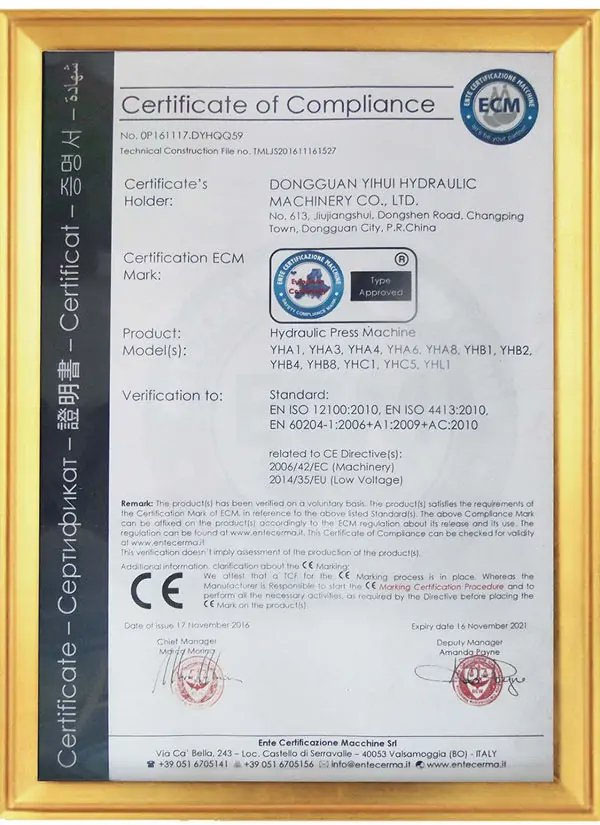 Certificate – Сертификат – 證明書 – Certificat – 증명서 – شهادة
Certificate of Compliance
ENTE CERTIFICAZIONE MACCHINE
ECM
let's be your partner
No. 0P161117.DYHQQ59
Technical Construction File no. TMLJS201611161527
Certificate's
Holder:
DONGGUAN YIHUI HYDRAULIC
MACHINERY CO., LTD.
No. 613, Jiujiangshui, Dongshen Road, Changping
Town, Dongguan City, P.R.China
Certification ECM
Mark:
ENTE CERTIFICAZIONE MACCHINE
SAFETY COMPLIANCE MARK
®
Type
Approved
Product:
Hydraulic Press Machine
Model(s):
YHA1, YHA3, YHA4, YHA6, YHA8, YHB1, YHB2,
YHB4, YHB8, YHC1, YHC5, YHL1
Verification to:
Standard:
EN ISO 12100:2010, EN ISO 4413:2010,
EN 60204-1:2006+A1:2009+AC:2010
related to CE Directive(s):
2006/42/EC (Machinery)
2014/35/EU (Low Voltage)
Remark: The product(s) has been verified on a voluntary basis. The product(s) satisfies the requirements of
the Certification Mark of ECM, in reference to the above listed Standard(s). The above Compliance Mark
can be affixed on the product(s) accordingly to the ECM regulation about its release and its use. The
regulation can be found at www.entecerma.it. This Certificate of Compliance can be checked for validity
at www.entecerma.it
This verification doesn't imply assessment of the production of the product(s).
Additional information, clarification about the CE Marking:
CE
We attest that a TCF for the CE Marking process is in place. Whereas the
Manufacturer is Responsible to start the CE Marking Certification Procedure and to
perform all the necessary activities, as required by the Directive before placing the
CE Mark on the product(s)
Date of issue 17 November 2016
Expiry date 16 November 2021
Chief Manager
Deputy Manager
Amanda Payne
Ente Certificazione Macchine Srl
Via Ca' Bella, 243 – Loc. Castello di Serravalle – 40053 Valsamoggia (BO) - ITALY
+39 051 6705141 +39 051 6705156 info@entecerma.it www.entecerma.it